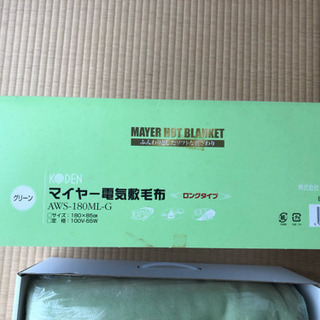 MAYER HOT BLANKET
ふんわりとしたソフトな肌ざわり
KODEN
グリーン
マイヤー電気敷毛布
ロングタイプ
AWS-180ML-G
□サイズ：180×85㎝
□定 格：100V-55W
株式会社